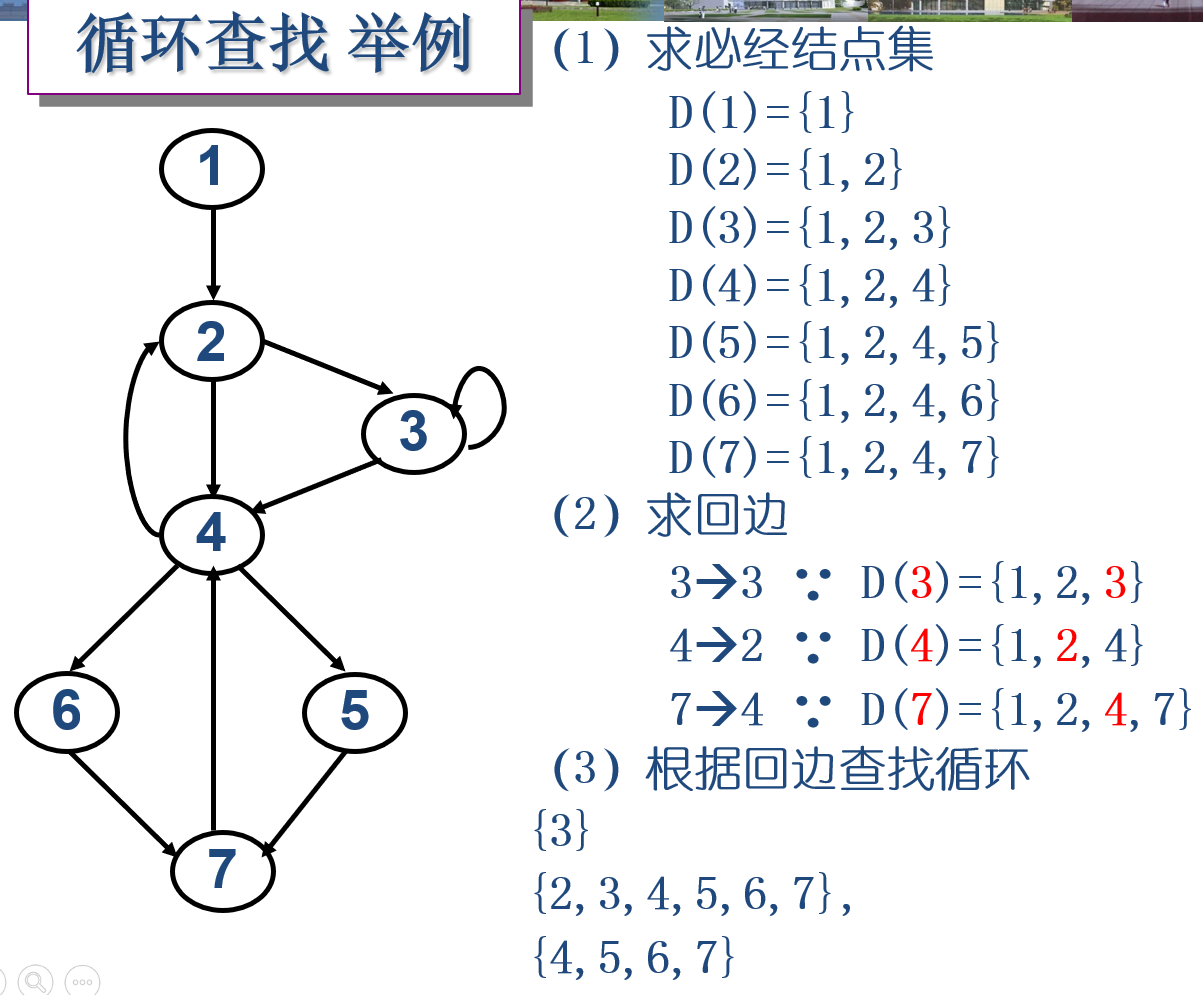 循环查找 举例
1
2
3
4
6
5
7
(1) 求必经结点集
D(1)={1}
D(2)={1,2}
D(3)={1,2,3}
D(4)={1,2,4}
D(5)={1,2,4,5}
D(6)={1,2,4,6}
D(7)={1,2,4,7}
(2) 求回边
3→3 ∵ D(3)={1,2,3}
4→2 ∵ D(4)={1,2,4}
7→4 ∵ D(7)={1,2,4,7}
(3) 根据回边查找循环
{3}
{2,3,4,5,6,7},
{4,5,6,7}